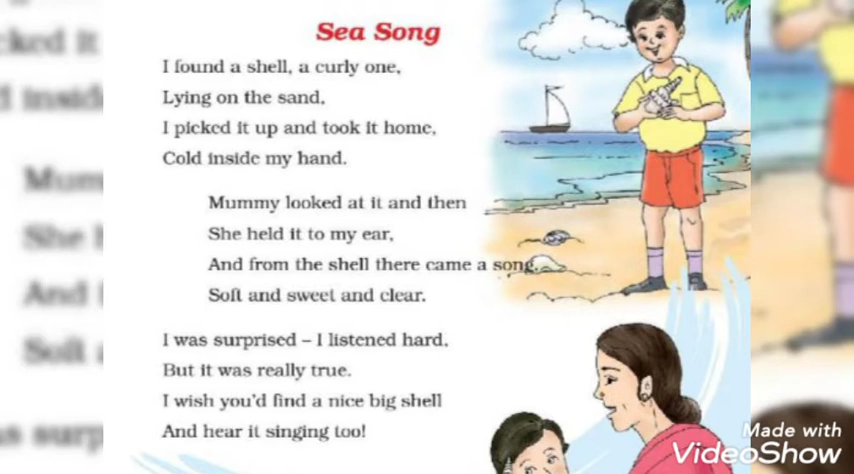 Sea Song
I found a shell, a curly one,
Lying on the sand,
I picked it up and took it home,
Cold inside my hand.
Mummy looked at it and then
She held it to my ear,
And from the shell there came a song
Soft and sweet and clear.
I was surprised – I listened hard,
But it was really true.
I wish you'd find a nice big shell
And hear it singing too!
Made with
VideoShow